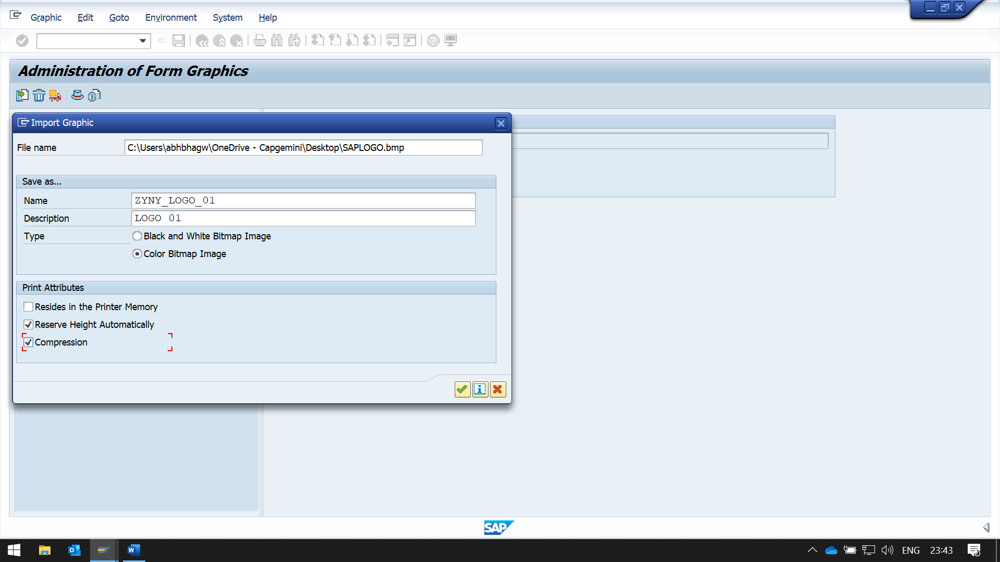 Graphic Edit Goto Environment System Help
Administration of Form Graphics
Import Graphic
File name C:\Users\abhbhagw\OneDrive - Capgemini\Desktop\SAPLOGO.bmp
Save as...
Name ZYNY_LOGO_01
Description LOGO 01
Type Black and White Bitmap Image
Color Bitmap Image
Print Attributes
Resides in the Printer Memory
Reserve Height Automatically
Compression
SAP
ENG 23:43